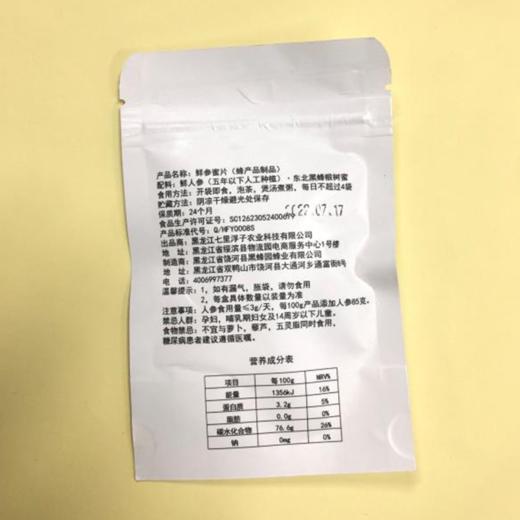 产品名称：鲜参蜜片（蜂产品制品）
配料：鲜人参（五年以下人工种植）·东北黑蜂椴树蜜
食用方法：开袋即食，泡茶，煲汤煮粥，每日不超过4袋
贮藏方法：阴凉干燥避光处保存
保质期：24个月
2022.07.17
食品生产许可证号：SC12623052400619
产品标准代号：Q/HFY0008S
出品商：黑龙江七里浮子农业科技有限公司
地 址：黑龙江省绥滨县物流园电商服务中心1号楼
制造商：黑龙江省饶河县黑蜂园蜂业有限公司
地 址：黑龙江省双鸭山市饶河县大通河乡通富街8号
电 话：4006997377
温馨提示：1，如有漏气，胀袋，请勿食用
2，每盒具体数量以装量为准
注意事项：人参食用量≤3g/天，每100g产品添加人参85克。
禁忌人群：孕妇，哺乳期妇女及14周岁以下儿童。
食物禁忌：不宜与萝卜，藜芦，五灵脂同时食用，
糖尿病患者建议遵循医嘱。
营养成分表
项目 每100g NRV%
能量 1356kJ 16%
蛋白质 3.2g 5%
脂肪 0.0g 0%
碳水化合物 76.6g 26%
钠 0mg 0%